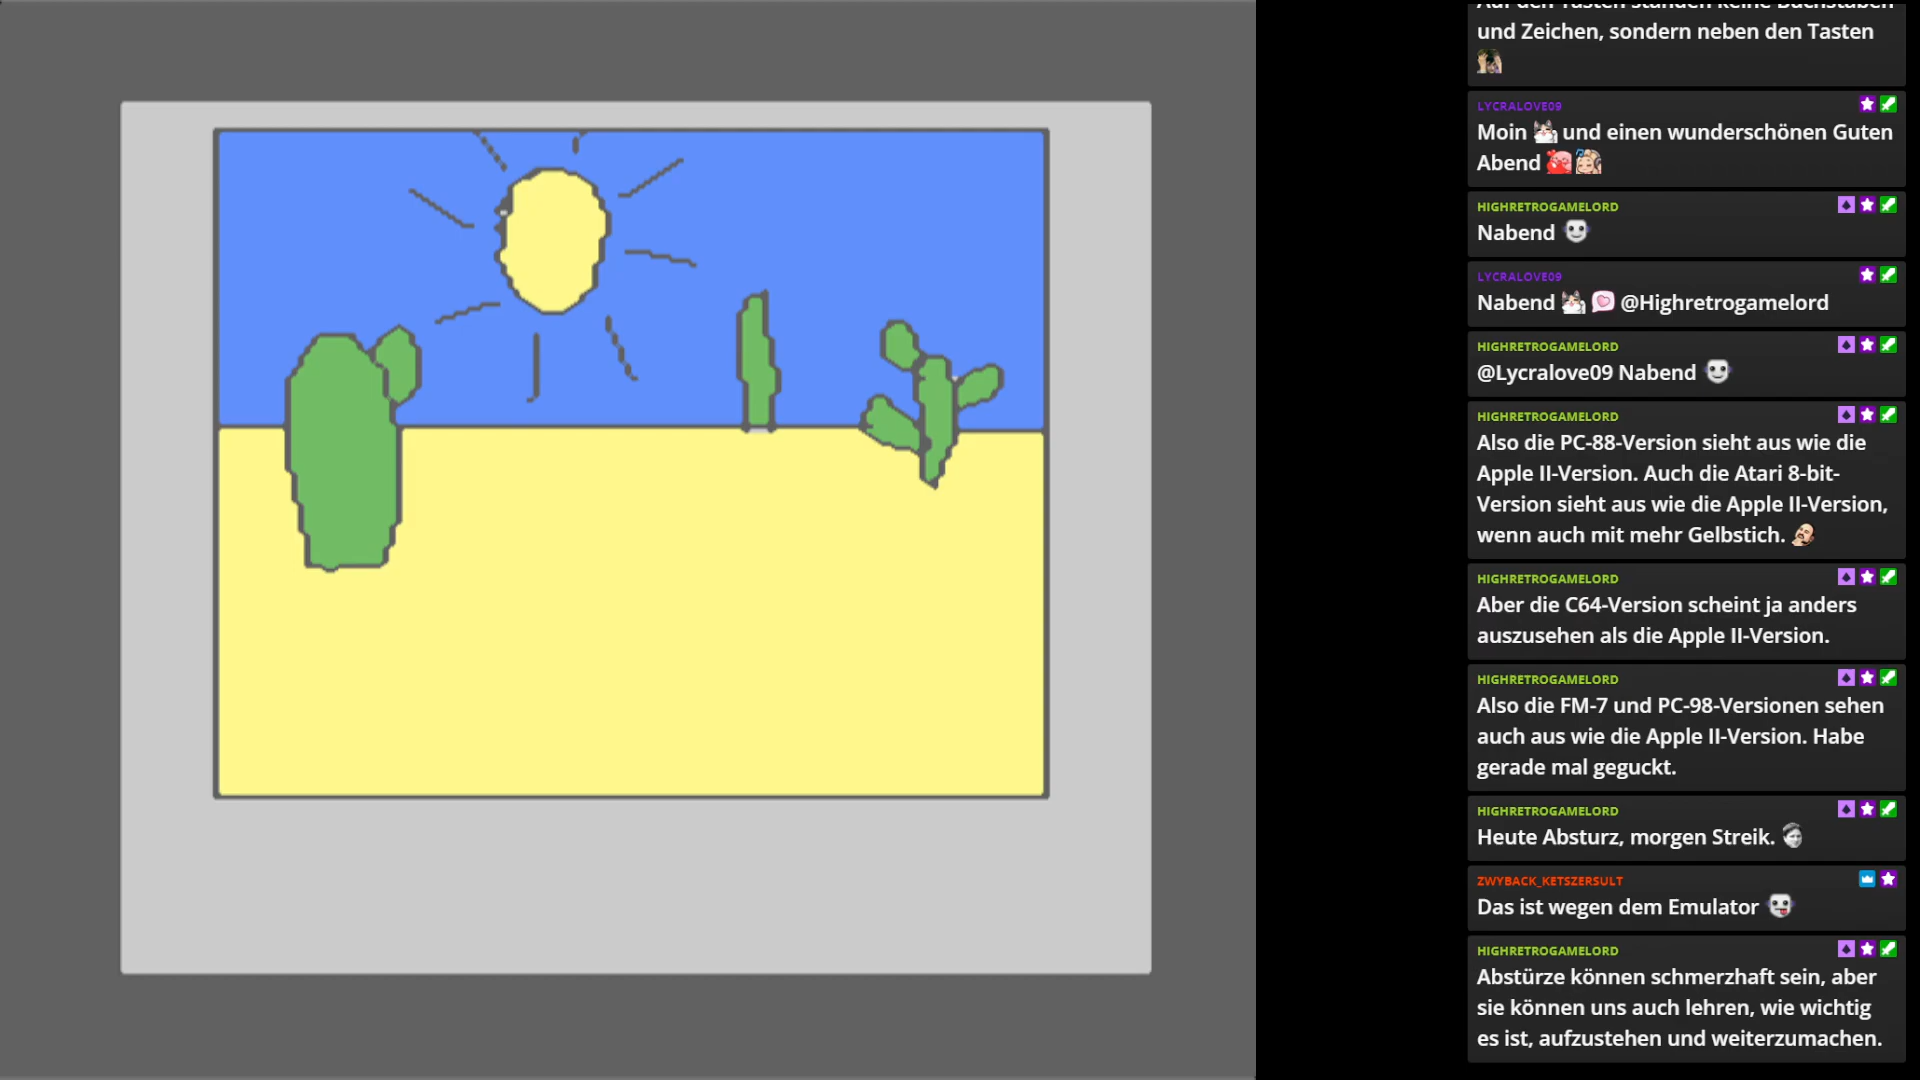 Auf den Tasten standen keine Buchstaben
und Zeichen, sondern neben den Tasten
LYCRALOVE09
Moin und einen wunderschönen Guten
Abend
HIGHRETROGAMELORD
Nabend
LYCRALOVE09
Nabend @Highretrogamelord
HIGHRETROGAMELORD
@Lycralove09 Nabend
HIGHRETROGAMELORD
Also die PC-88-Version sieht aus wie die
Apple II-Version. Auch die Atari 8-bit-
Version sieht aus wie die Apple II-Version,
wenn auch mit mehr Gelbstich.
HIGHRETROGAMELORD
Aber die C64-Version scheint ja anders
auszusehen als die Apple II-Version.
HIGHRETROGAMELORD
Also die FM-7 und PC-98-Versionen sehen
auch aus wie die Apple II-Version. Habe
gerade mal geguckt.
HIGHRETROGAMELORD
Heute Absturz, morgen Streik.
ZWYBACK_KETSZERSULT
Das ist wegen dem Emulator
HIGHRETROGAMELORD
Abstürze können schmerzhaft sein, aber
sie können uns auch lehren, wie wichtig
es ist, aufzustehen und weiterzumachen.